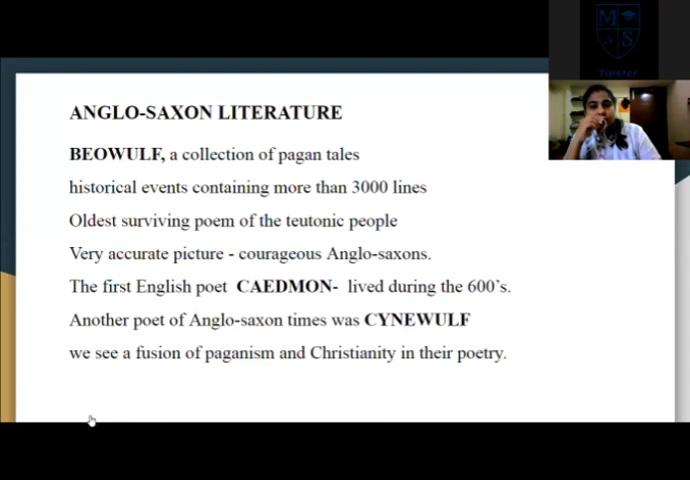 M
S
Tipster
ANGLO-SAXON LITERATURE
BEOWULF, a collection of pagan tales
historical events containing more than 3000 lines
Oldest surviving poem of the teutonic people
Very accurate picture - courageous Anglo-saxons.
The first English poet CAEDMON- lived during the 600's.
Another poet of Anglo-saxon times was CYNEWULF
we see a fusion of paganism and Christianity in their poetry.